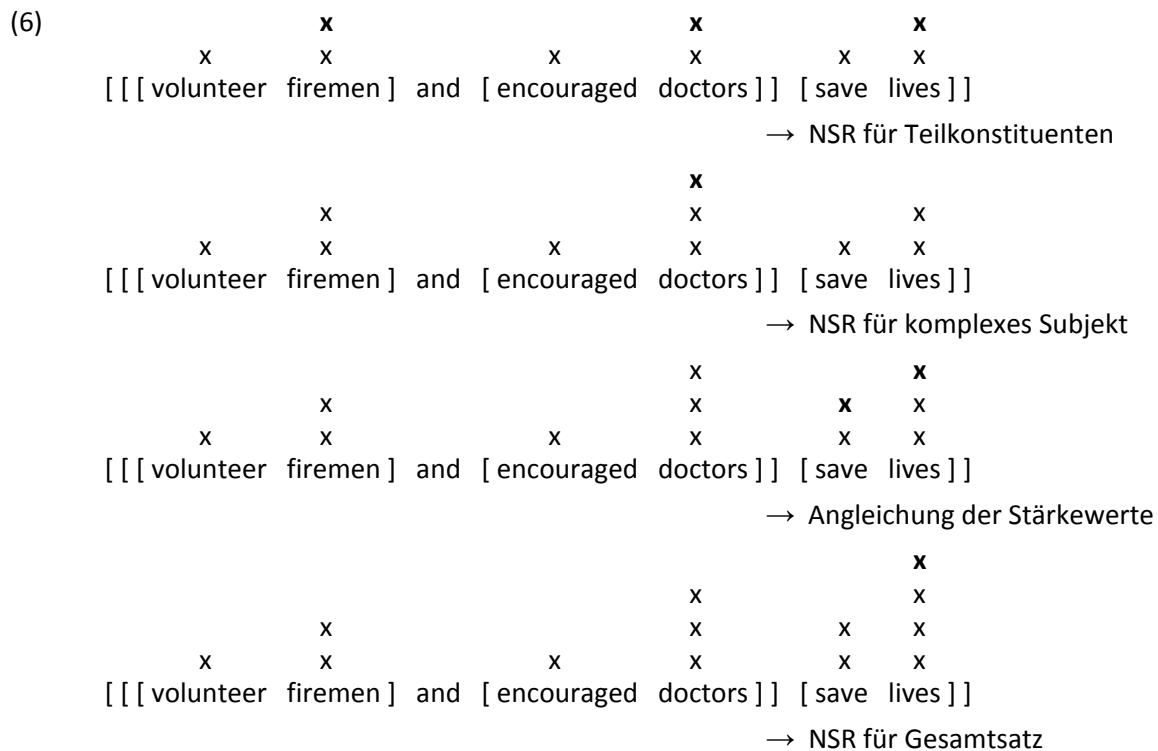 (6) x x x
x x x x x x
[ [ [ volunteer firemen ] and [ encouraged doctors ] ] [ save lives ] ]
→ NSR für Teilkonstituenten
x
x x x
x x x x x x
[ [ [ volunteer firemen ] and [ encouraged doctors ] ] [ save lives ] ]
→ NSR für komplexes Subjekt
x x
x x x x
x x x x x x
[ [ [ volunteer firemen ] and [ encouraged doctors ] ] [ save lives ] ]
→ Angleichung der Stärkewerte
x
x x
x x x x
x x x x x x
[ [ [ volunteer firemen ] and [ encouraged doctors ] ] [ save lives ] ]
→ NSR für Gesamtsatz